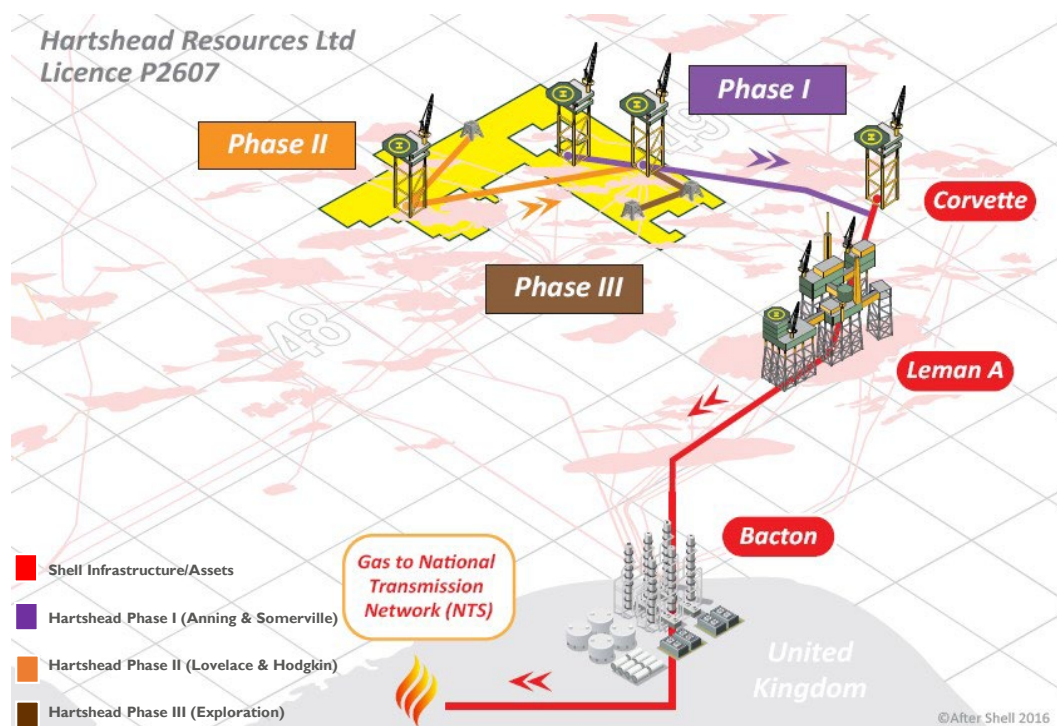 Hartshead Resources Ltd
Licence P2607
Phase I
Phase II
49
Corvette
Phase III
48
Leman A
Bacton
Gas to National
Transmission
Network (NTS)
United
Kingdom
Shell Infrastructure/Assets
Hartshead Phase I (Anning & Somerville)
Hartshead Phase II (Lovelace & Hodgkin)
Hartshead Phase III (Exploration)
©After Shell 2016